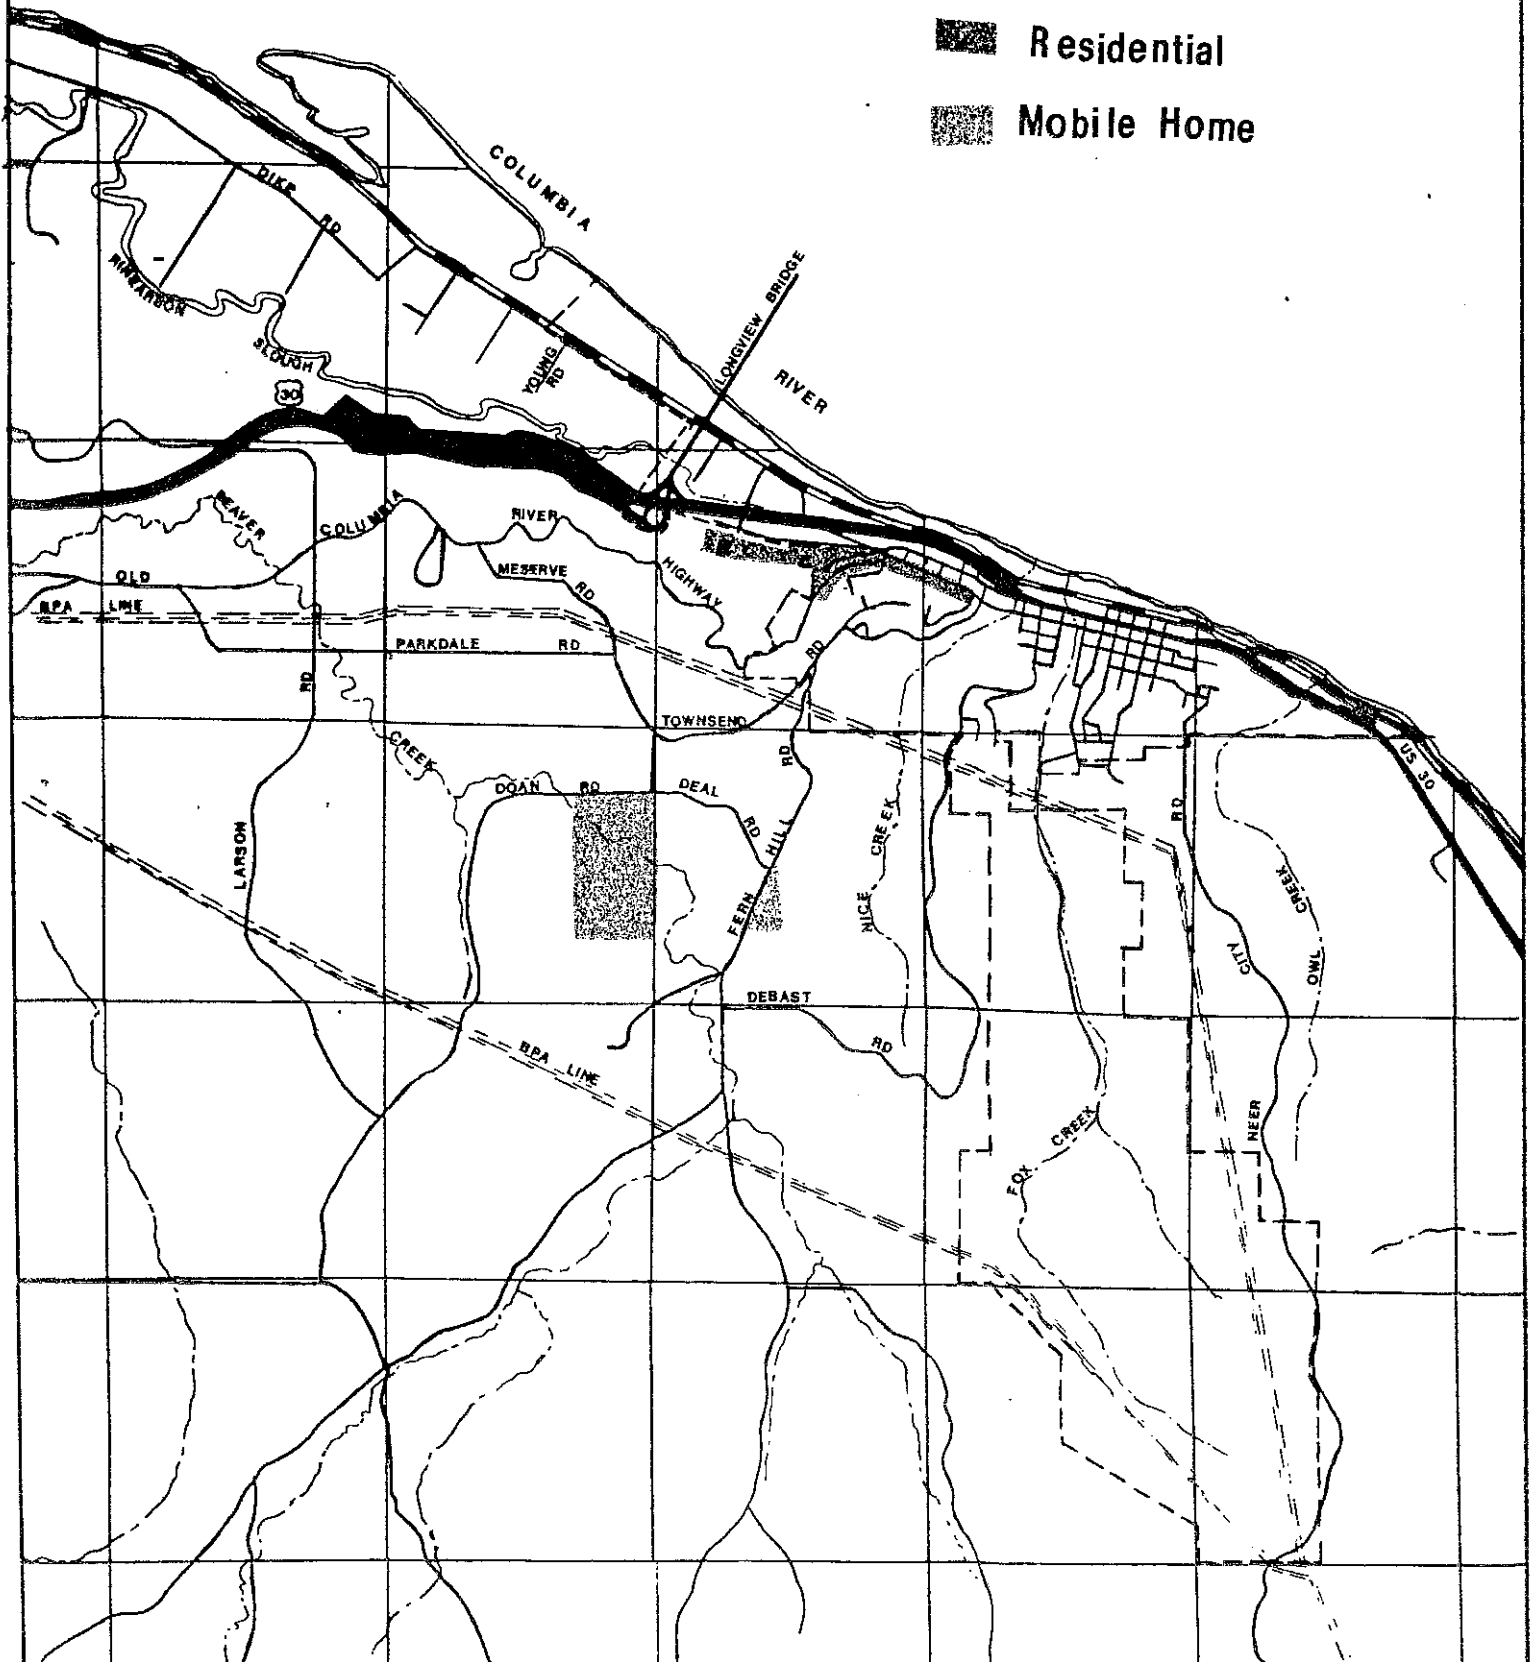 Residential
Mobile Home
COLUMBIA
DIKE RD
RINEARSON
SLOUGH
LONGVIEW BRIDGE
YOUNG RD
RIVER
30
BEAVER
COLUMBIA
RIVER
HIGHWAY
OLD
MESERVE RD
BPA LINE
PARKDALE RD
RD
RD
TOWNSEND
CREEK
RD
DOAN RD
DEAL RD
US 30
RD
LARSON
HILL
CREEK
FERN
NICE
CREEK
CITY
OWL
DEBAST RD
BPA LINE
CREEK
NEER
FOX